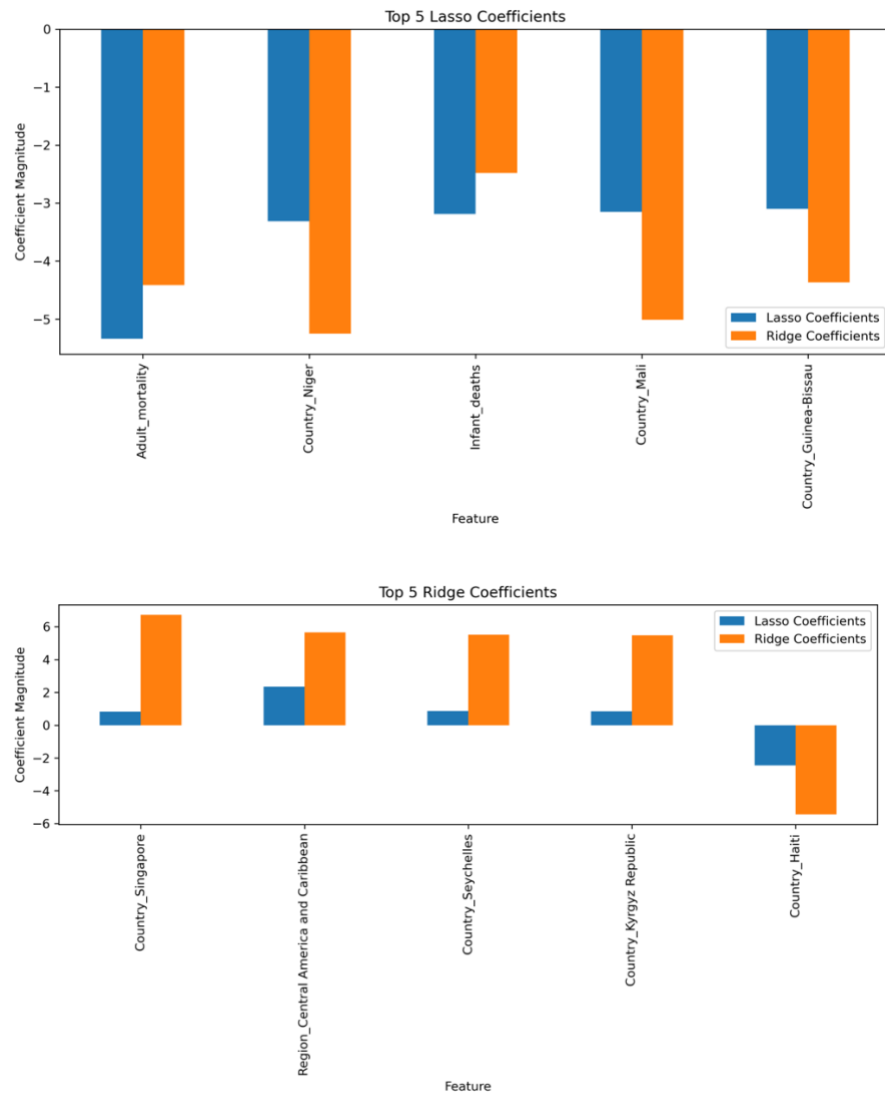 Top 5 Lasso Coefficients
0
−1
−2
−3
−4
−5
Coefficient Magnitude
Lasso Coefficients
Ridge Coefficients
Adult_mortality
Country_Niger
Infant_deaths
Country_Mali
Country_Guinea-Bissau
Feature
Top 5 Ridge Coefficients
6
4
2
0
−2
−4
−6
Coefficient Magnitude
Lasso Coefficients
Ridge Coefficients
Country_Singapore
Region_Central America and Caribbean
Country_Seychelles
Country_Kyrgyz Republic
Country_Haiti
Feature